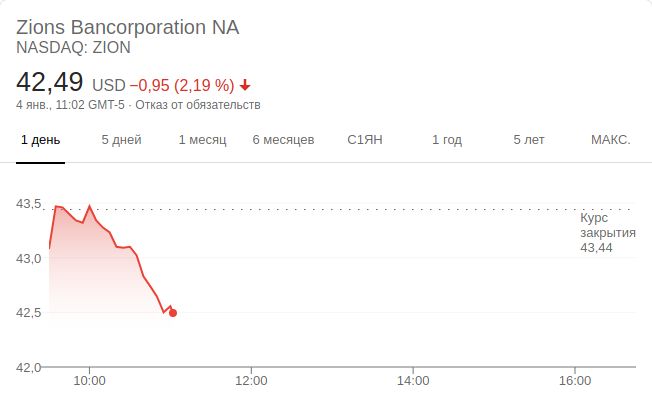 Zions Bancorporation NA
NASDAQ: ZION
42,49 USD −0,95 (2,19 %)
4 янв., 11:02 GMT-5 · Отказ от обязательств
1 день 5 дней 1 месяц 6 месяцев С1ЯН 1 год 5 лет МАКС.
43,5
Курс
закрытия
43,44
43,0
42,5
42,0
10:00 12:00 14:00 16:00